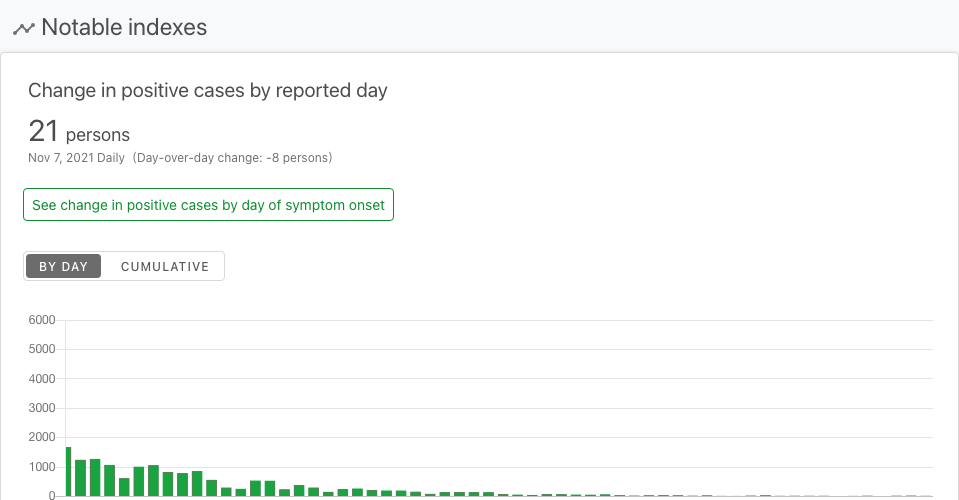 Notable indexes
Change in positive cases by reported day
21 persons
Nov 7, 2021 Daily (Day-over-day change: -8 persons)
See change in positive cases by day of symptom onset
BY DAY CUMULATIVE
6000
5000
4000
3000
2000
1000
0